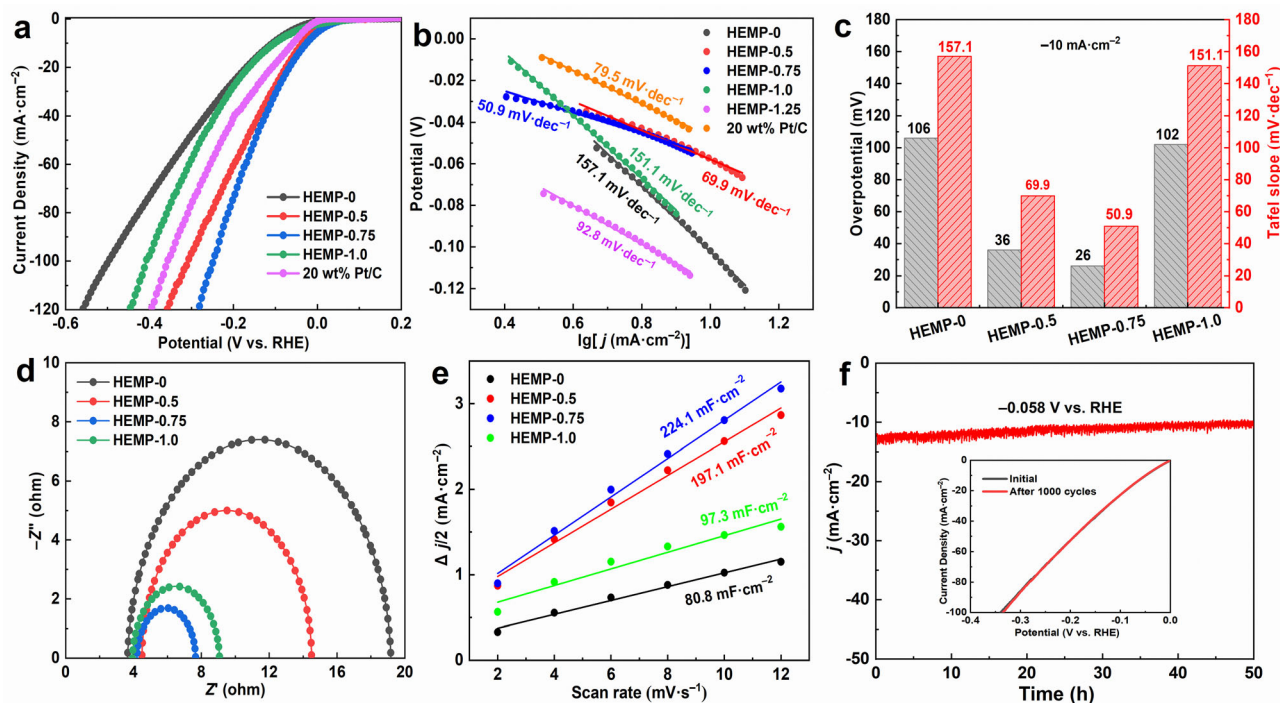 a
Current Density (mA·cm⁻²)
0
-20
-40
-60
-80
-100
-120
-0.6
-0.4
-0.2
0.0
0.2
Potential (V vs. RHE)
HEMP-0
HEMP-0.5
HEMP-0.75
HEMP-1.0
20 wt% Pt/C
b
Potential (V)
0.00
-0.02
-0.04
-0.06
-0.08
-0.10
-0.12
0.4
0.6
0.8
1.0
1.2
lg[ j (mA·cm⁻²)]
HEMP-0
HEMP-0.5
HEMP-0.75
HEMP-1.0
HEMP-1.25
20 wt% Pt/C
79.5 mV·dec⁻¹
50.9 mV·dec⁻¹
151.1 mV·dec⁻¹
157.1 mV·dec⁻¹
69.9 mV·dec⁻¹
92.8 mV·dec⁻¹
c
−10 mA·cm⁻²
Overpotential (mV)
180
160
140
120
100
80
60
40
20
0
106
157.1
36
69.9
26
50.9
102
151.1
HEMP-0
HEMP-0.5
HEMP-0.75
HEMP-1.0
180
160
140
120
100
80
60
40
20
0
Tafel slope (mV·dec⁻¹)
d
−Z'' (ohm)
10
8
6
4
2
0
0
4
8
12
16
20
Z' (ohm)
HEMP-0
HEMP-0.5
HEMP-0.75
HEMP-1.0
e
Δ j/2 (mA·cm⁻²)
3
2
1
0
2
4
6
8
10
12
Scan rate (mV·s⁻¹)
HEMP-0
HEMP-0.5
HEMP-0.75
HEMP-1.0
224.1 mF·cm⁻²
197.1 mF·cm⁻²
97.3 mF·cm⁻²
80.8 mF·cm⁻²
f
j (mA·cm⁻²)
0
-10
-20
-30
-40
-50
0
10
20
30
40
50
Time (h)
−0.058 V vs. RHE
Initial
After 1000 cycles
Current Density (mA·cm⁻²)
0
-20
-40
-60
-80
-100
-0.4
-0.3
-0.2
-0.1
0.0
Potential (V vs. RHE)